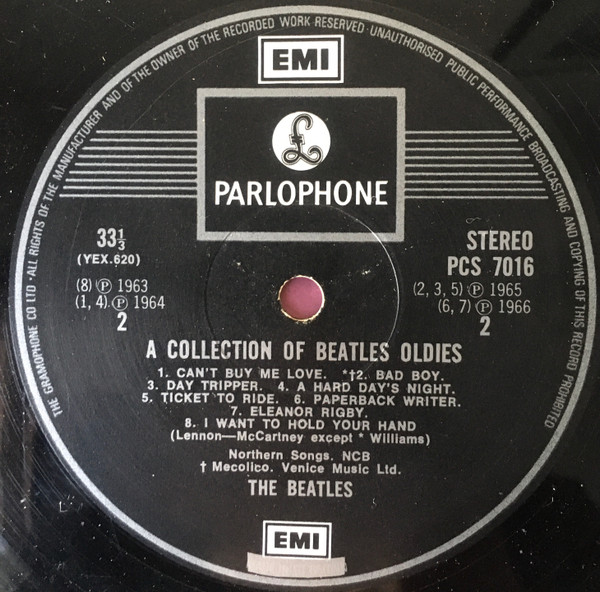 THE GRAMOPHONE CO LTD · ALL RIGHTS OF THE MANUFACTURER AND OF THE OWNER OF THE RECORDED WORK RESERVED · UNAUTHORISED PUBLIC PERFORMANCE BROADCASTING AND COPYING OF THIS RECORD PROHIBITED
EMI
£
PARLOPHONE
33⅓
(YEX.620)
(8) Ⓟ 1963
(1, 4) Ⓟ 1964
2
STEREO
PCS 7016
(2, 3, 5) Ⓟ 1965
(6, 7) Ⓟ 1966
2
A COLLECTION OF BEATLES OLDIES
1. CAN'T BUY ME LOVE. *†2. BAD BOY.
3. DAY TRIPPER. 4. A HARD DAY'S NIGHT.
5. TICKET TO RIDE. 6. PAPERBACK WRITER.
7. ELEANOR RIGBY.
8. I WANT TO HOLD YOUR HAND
(Lennon—McCartney except * Williams)
Northern Songs. NCB
† Mecolico. Venice Music Ltd.
THE BEATLES
EMI